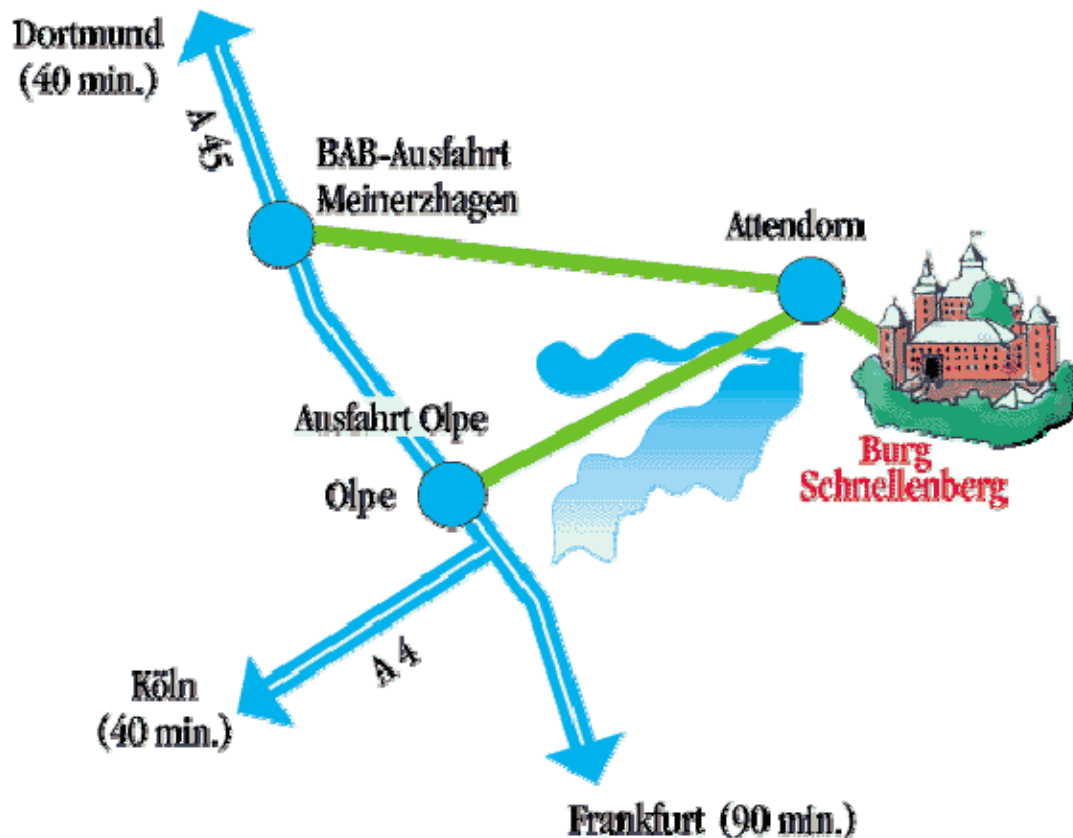 Dortmund
(40 min.)
A 45
BAB-Ausfahrt
Meinerzhagen
Attendorn
Ausfahrt Olpe
Olpe
Burg
Schnellenberg
A 4
Köln
(40 min.)
Frankfurt (90 min.)